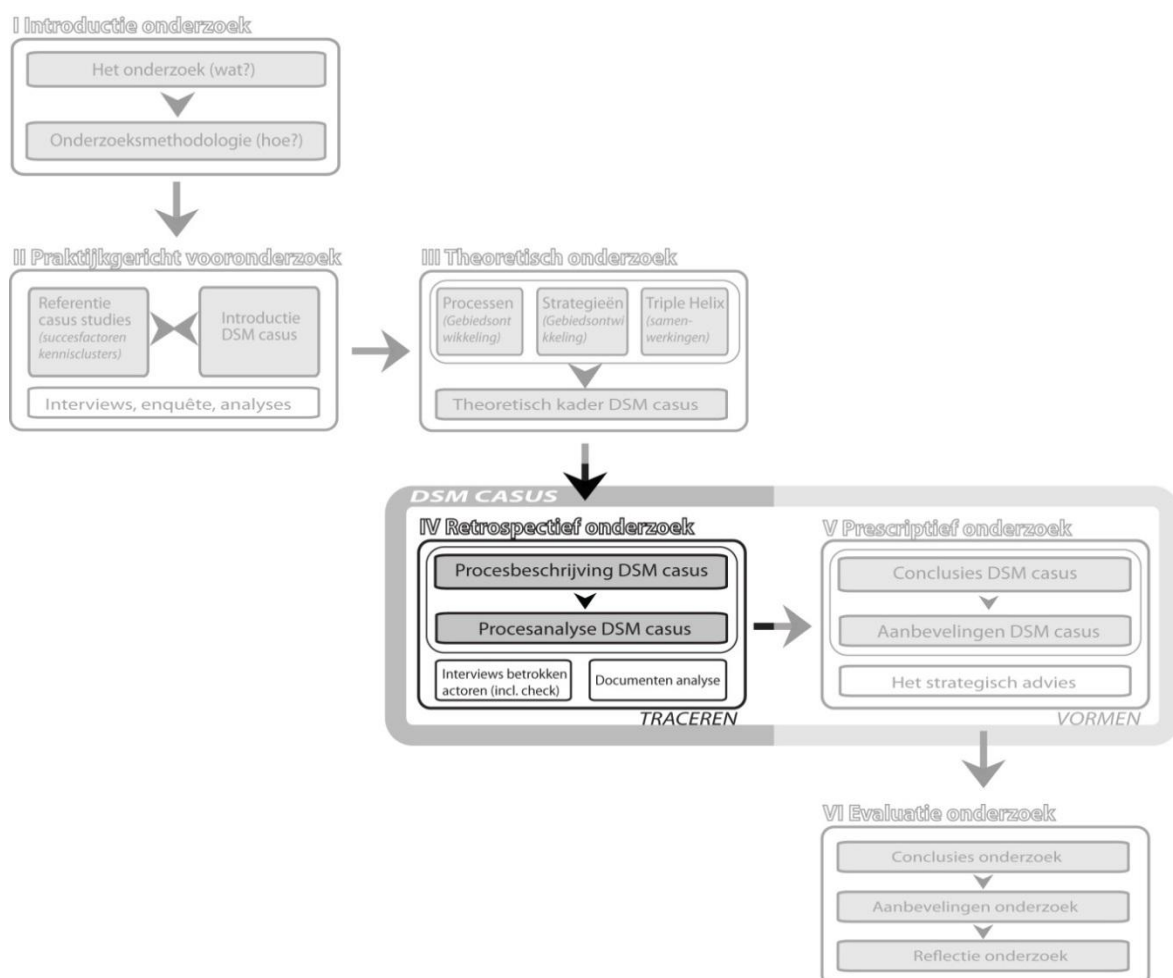 I Introductie onderzoek
Het onderzoek (wat?)
Onderzoeksmethodologie (hoe?)
II Praktijkgericht vooronderzoek
Referentie
casus studies
(succesfactoren
kennisclusters)
Introductie
DSM casus
Interviews, enquête, analyses
III Theoretisch onderzoek
Processen
(Gebiedsont
wikkeling)
Strategieën
(Gebiedsontwi
kkeling)
Triple Helix
(samen-
werkingen)
Theoretisch kader DSM casus
DSM CASUS
IV Retrospectief onderzoek
Procesbeschrijving DSM casus
Procesanalyse DSM casus
Interviews betrokken
actoren (incl. check)
Documenten analyse
TRACEREN
V Prescriptief onderzoek
Conclusies DSM casus
Aanbevelingen DSM casus
Het strategisch advies
VORMEN
VI Evaluatie onderzoek
Conclusies onderzoek
Aanbevelingen onderzoek
Reflectie onderzoek